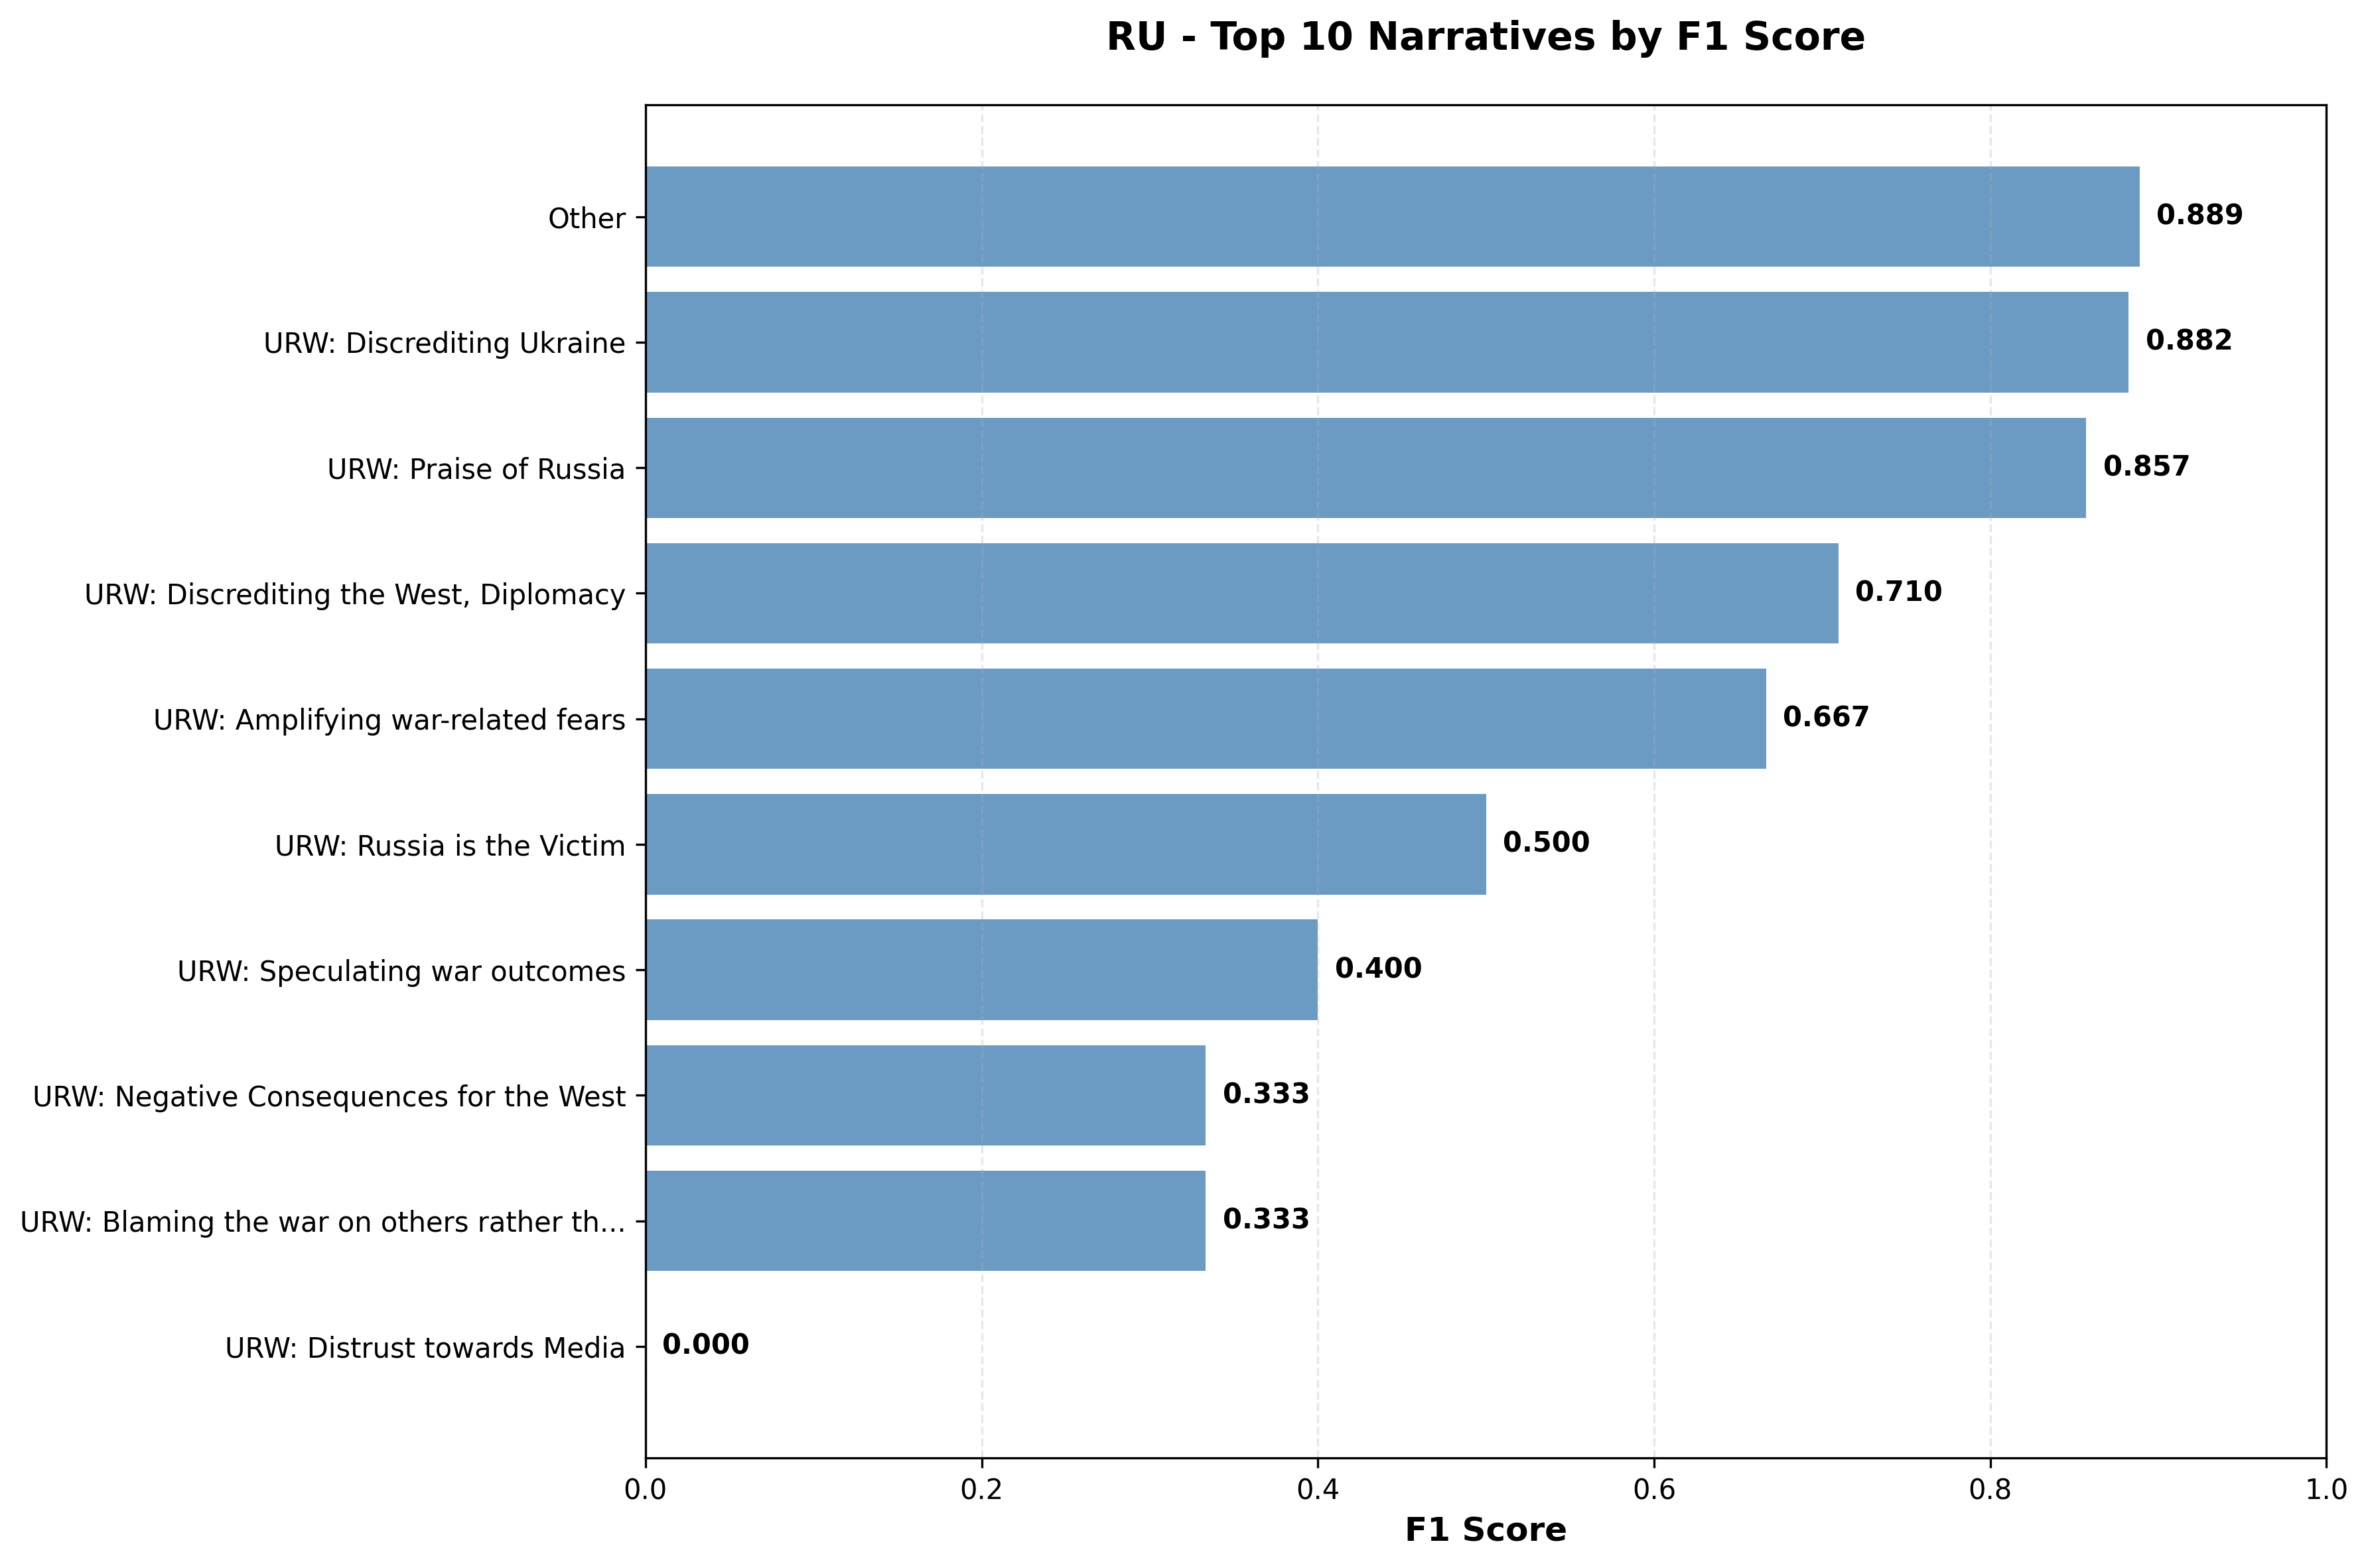 RU - Top 10 Narratives by F1 Score
Other
0.889
URW: Discrediting Ukraine
0.882
URW: Praise of Russia
0.857
URW: Discrediting the West, Diplomacy
0.710
URW: Amplifying war-related fears
0.667
URW: Russia is the Victim
0.500
URW: Speculating war outcomes
0.400
URW: Negative Consequences for the West
0.333
URW: Blaming the war on others rather th...
0.333
URW: Distrust towards Media
0.000
0.0 0.2 0.4 0.6 0.8 1.0
F1 Score